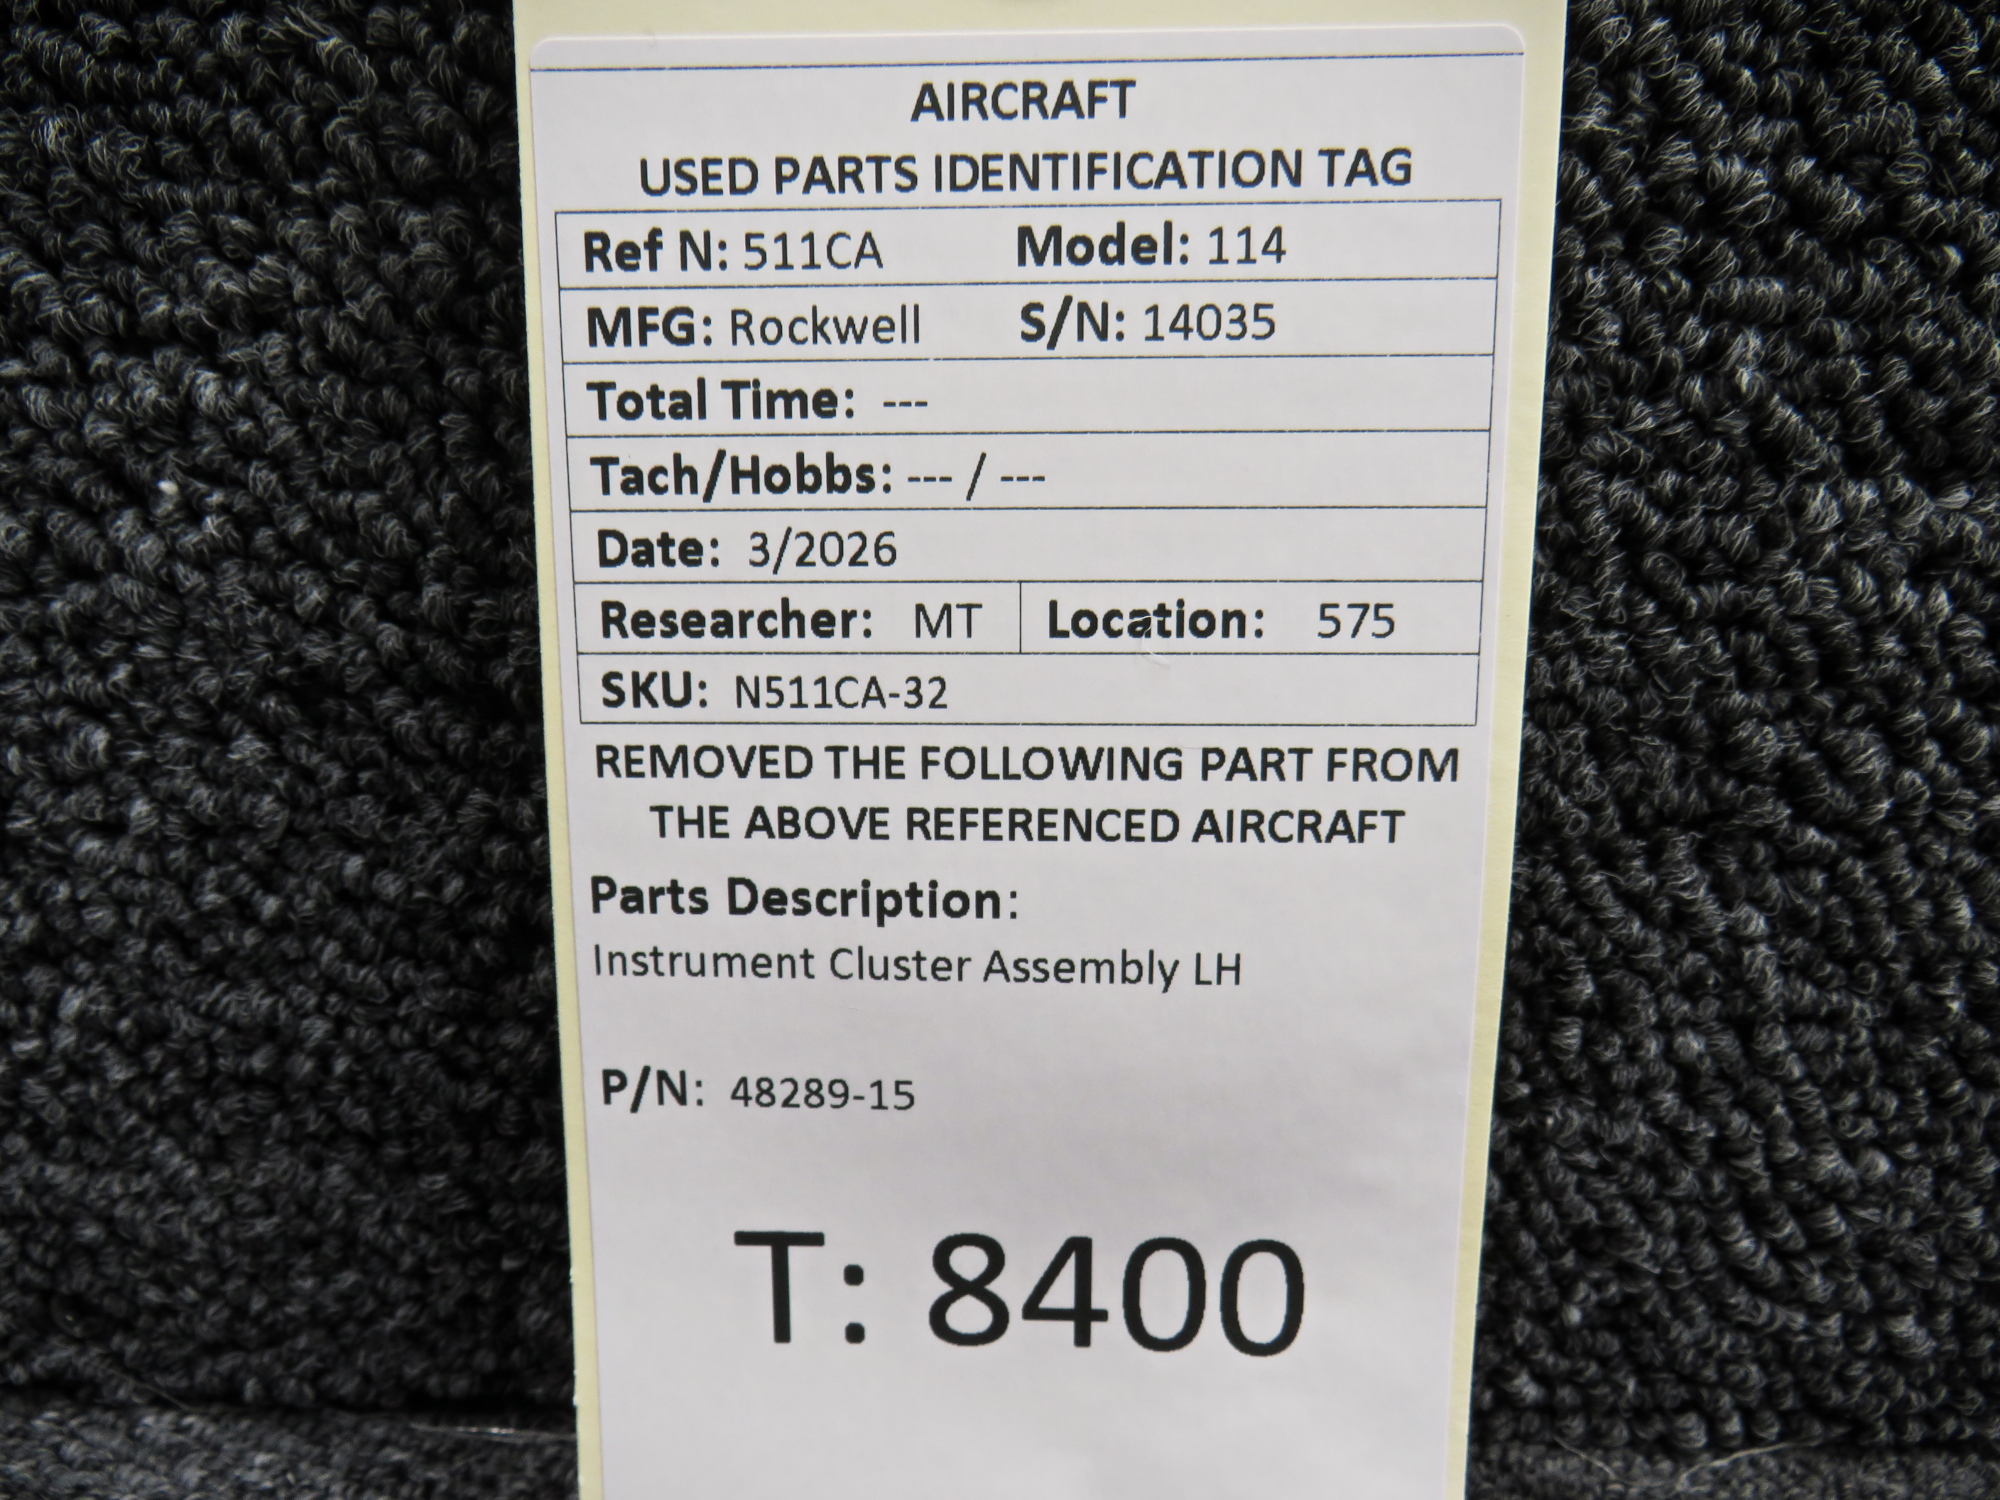 AIRCRAFT
USED PARTS IDENTIFICATION TAG
Ref N: 511CA Model: 114
MFG: Rockwell S/N: 14035
Total Time: ---
Tach/Hobbs: --- / ---
Date: 3/2026
Researcher: MT Location: 575
SKU: N511CA-32
REMOVED THE FOLLOWING PART FROM
THE ABOVE REFERENCED AIRCRAFT
Parts Description:
Instrument Cluster Assembly LH
P/N: 48289-15
T: 8400